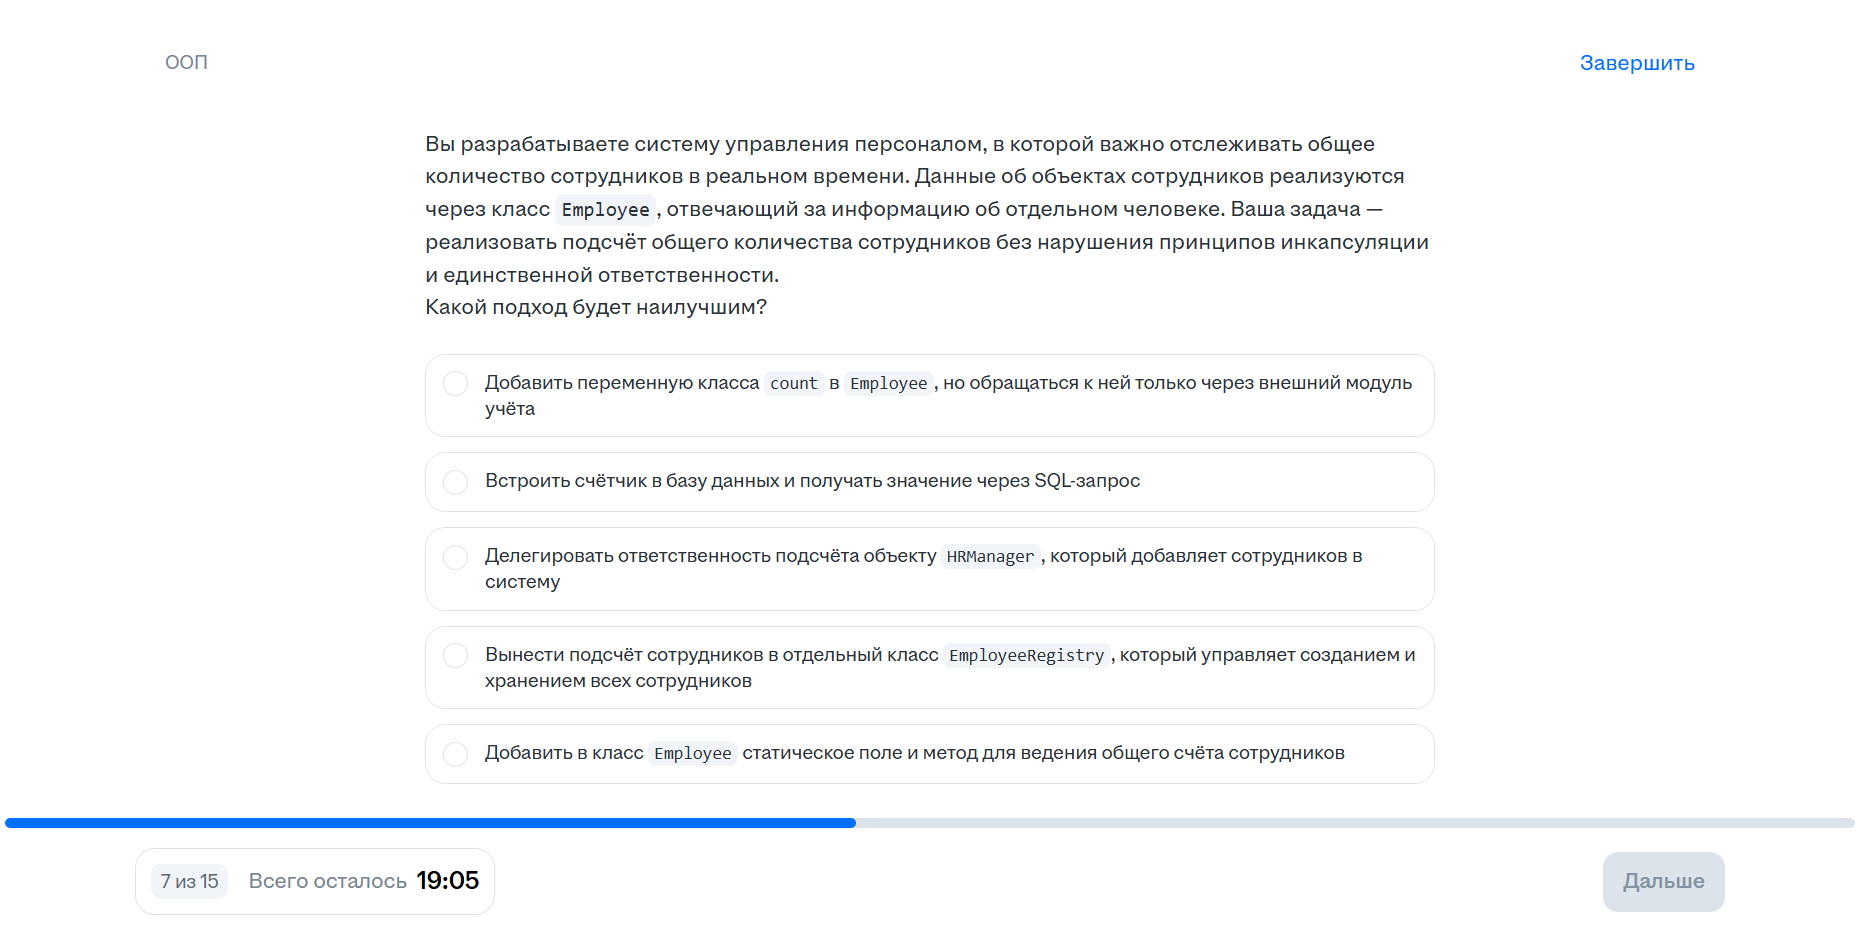 ООП
Завершить
Вы разрабатываете систему управления персоналом, в которой важно отслеживать общее
количество сотрудников в реальном времени. Данные об объектах сотрудников реализуются
через класс Employee, отвечающий за информацию об отдельном человеке. Ваша задача —
реализовать подсчёт общего количества сотрудников без нарушения принципов инкапсуляции
и единственной ответственности.
Какой подход будет наилучшим?
Добавить переменную класса count в Employee, но обращаться к ней только через внешний модуль
учёта
Встроить счётчик в базу данных и получать значение через SQL-запрос
Делегировать ответственность подсчёта объекту HRManager, который добавляет сотрудников в
систему
Вынести подсчёт сотрудников в отдельный класс EmployeeRegistry, который управляет созданием и
хранением всех сотрудников
Добавить в класс Employee статическое поле и метод для ведения общего счёта сотрудников
7 из 15
Всего осталось 19:05
Дальше